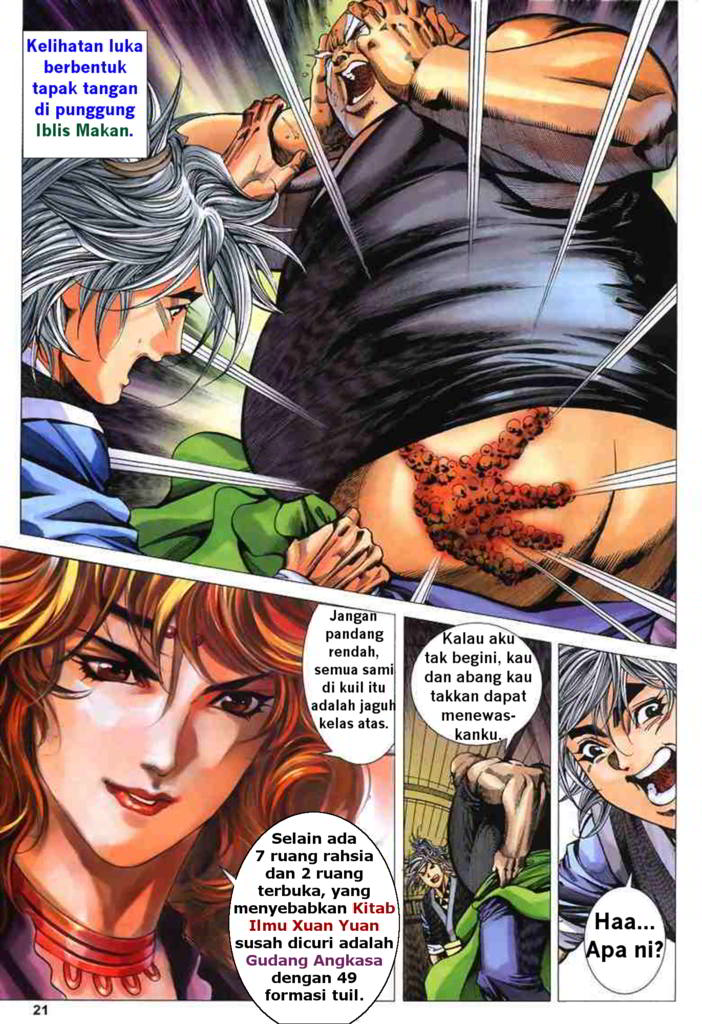 Kelihatan luka
berbentuk
tapak tangan
di punggung
Iblis Makan.
Jangan
pandang
rendah,
semua sami
di kuil itu
adalah jaguh
kelas atas.
Selain ada
7 ruang rahsia
dan 2 ruang
terbuka, yang
menyebabkan Kitab
Ilmu Xuan Yuan
susah dicuri adalah
Gudang Angkasa
dengan 49
formasi tuil.
Kalau aku
tak begini, kau
dan abang kau
takkan dapat
menewas-
kanku.
Haa...
Apa ni?
21